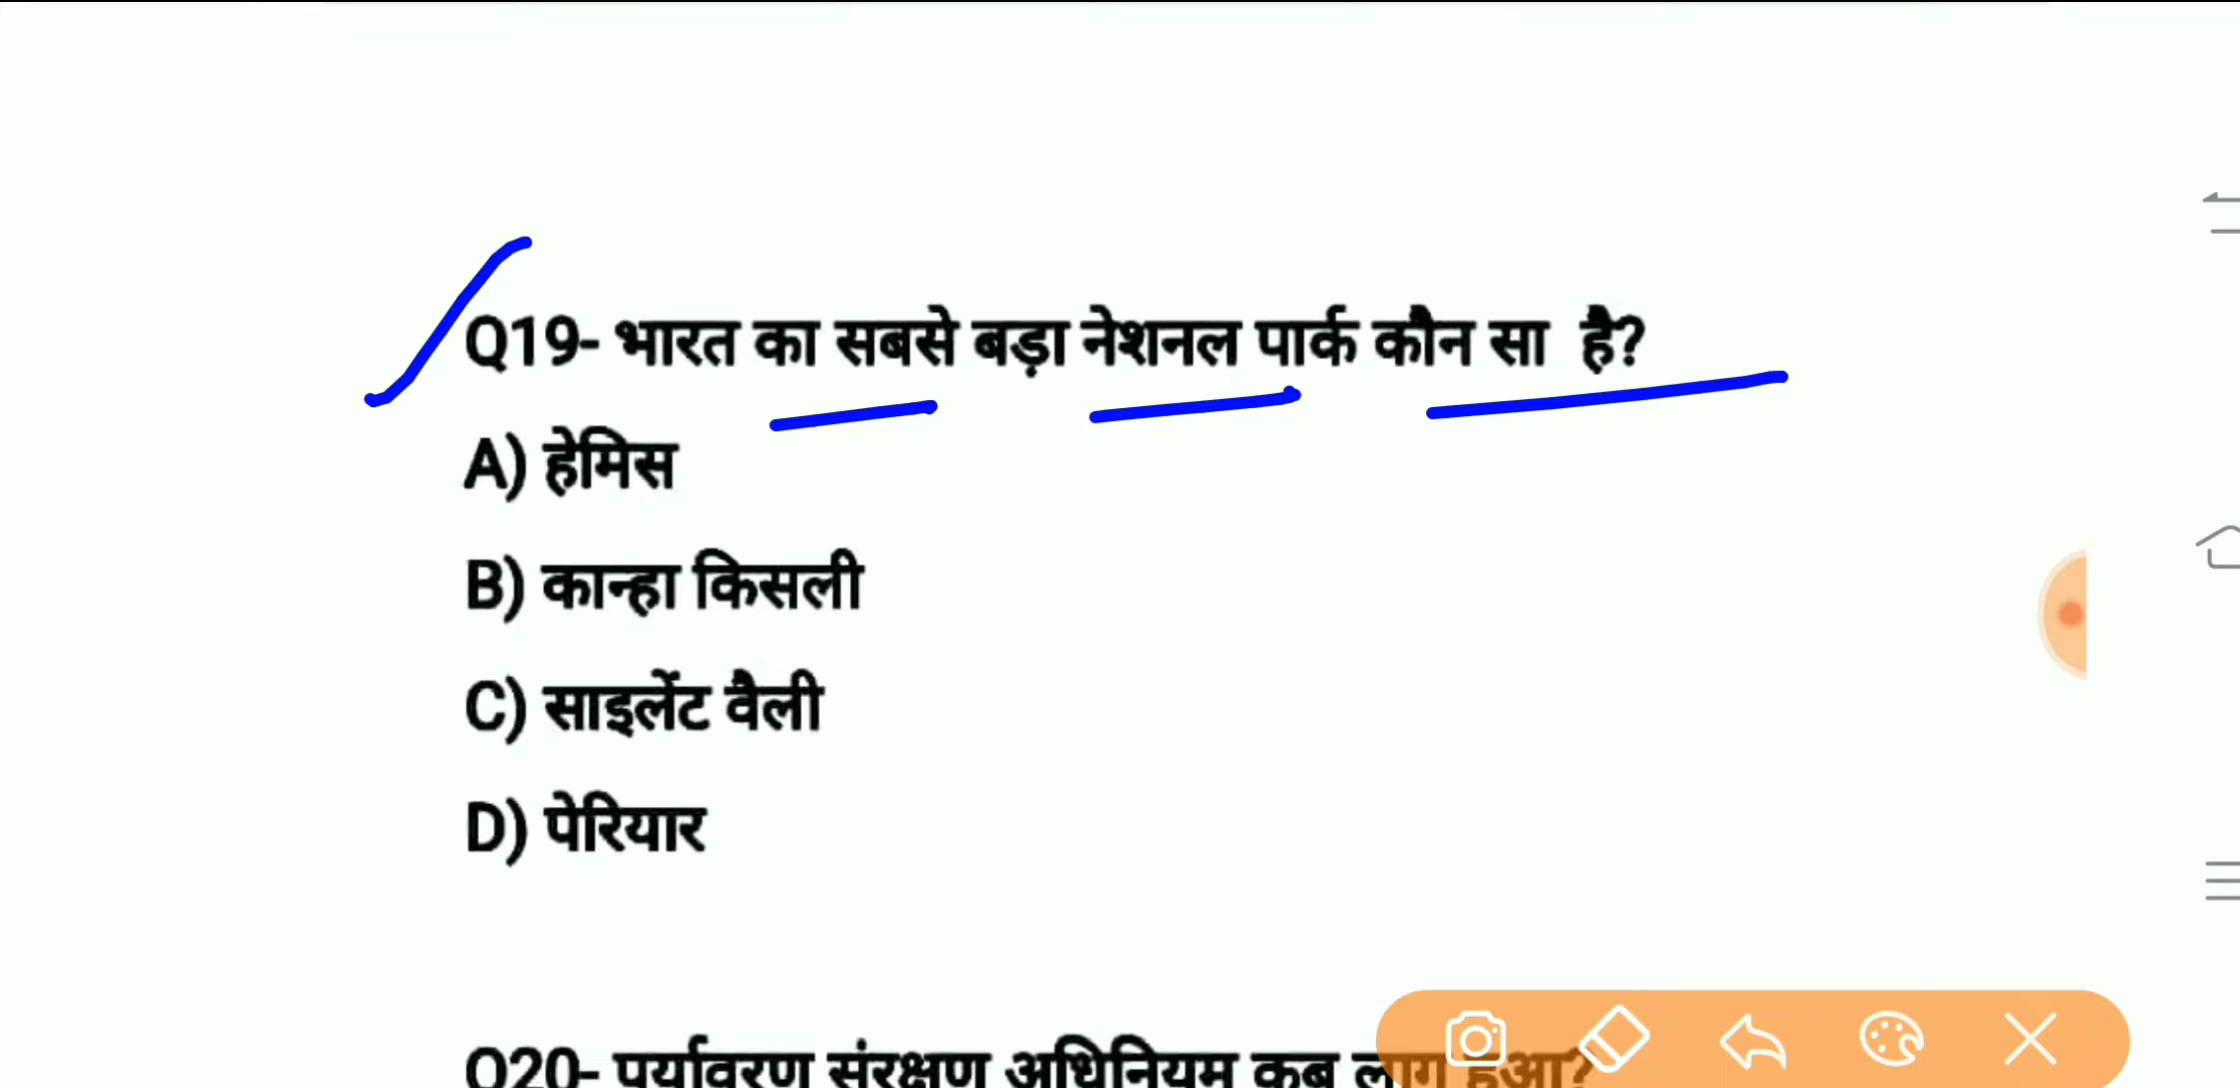 Q19- भारत का सबसे बड़ा नेशनल पार्क कौन सा है?
A) हेमिस
B) कान्हा किसली
C) साइलेंट वैली
D) पेरियार
Q20- पर्यावरण संरक्षण अधिनियम कब लागू हुआ?